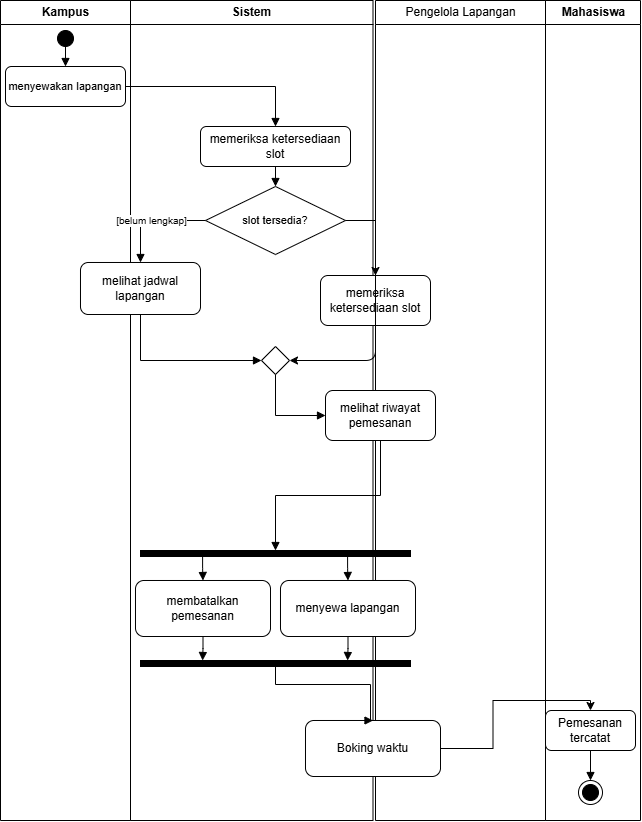 Kampus
Sistem
Pengelola Lapangan
Mahasiswa
menyewakan lapangan
memeriksa ketersediaan
slot
slot tersedia?
[belum lengkap]
melihat jadwal
lapangan
memeriksa
ketersediaan slot
melihat riwayat
pemesanan
membatalkan
pemesanan
menyewa lapangan
Boking waktu
Pemesanan
tercatat